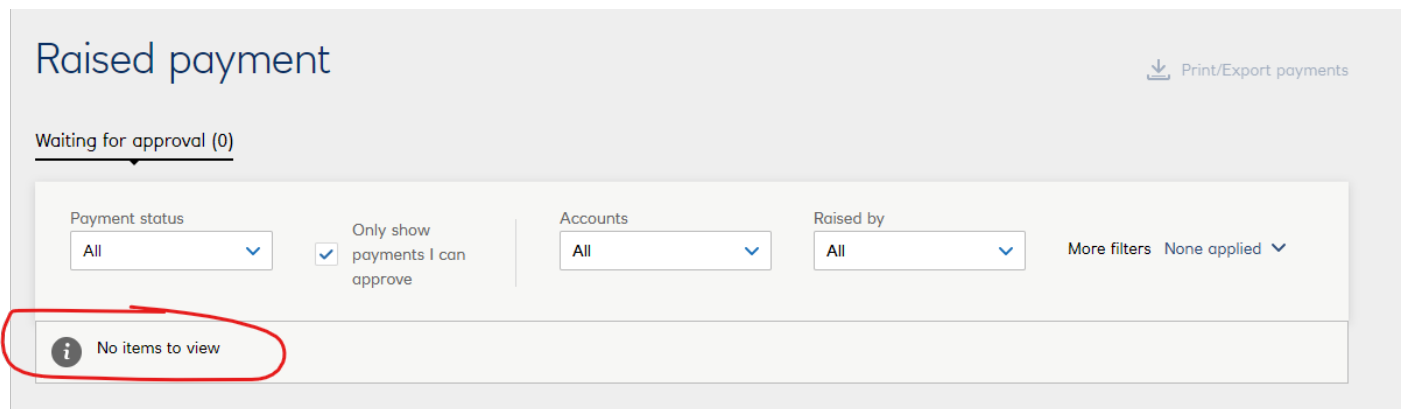 Raised payment
Print/Export payments
Waiting for approval (0)
Payment status
All
Only show
payments I can
approve
Accounts
All
Raised by
All
More filters None applied
No items to view